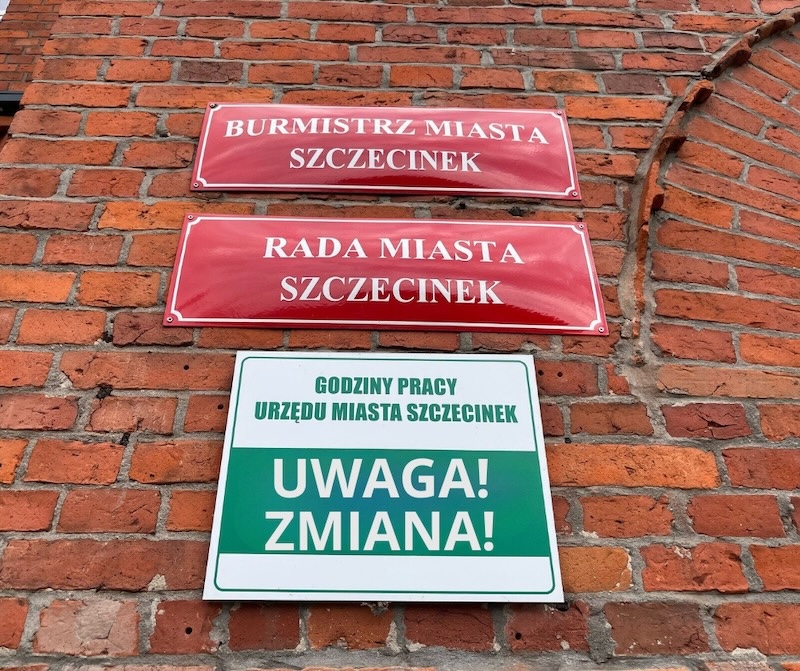 BURMISTRZ MIASTA
SZCZECINEK
RADA MIASTA
SZCZECINEK
GODZINY PRACY
URZĘDU MIASTA SZCZECINEK
UWAGA!
ZMIANA!